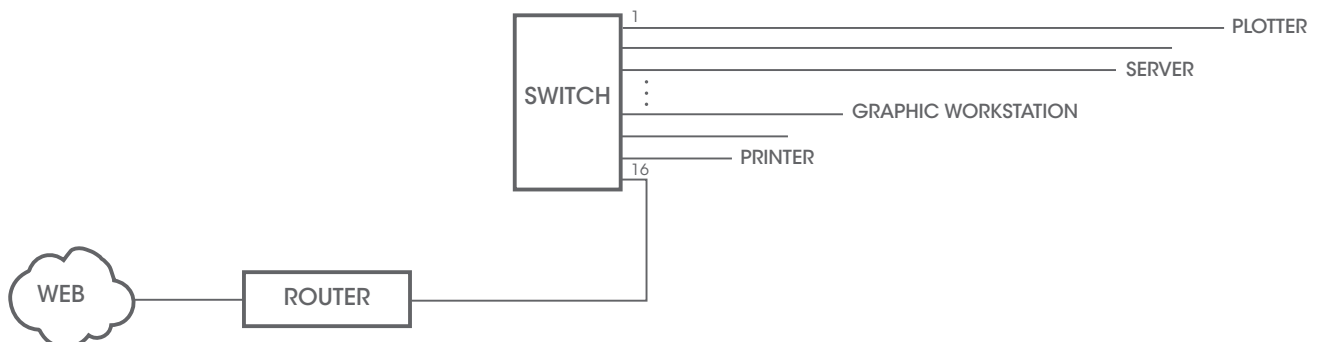 1
PLOTTER
SERVER
SWITCH
GRAPHIC WORKSTATION
PRINTER
16
WEB
ROUTER